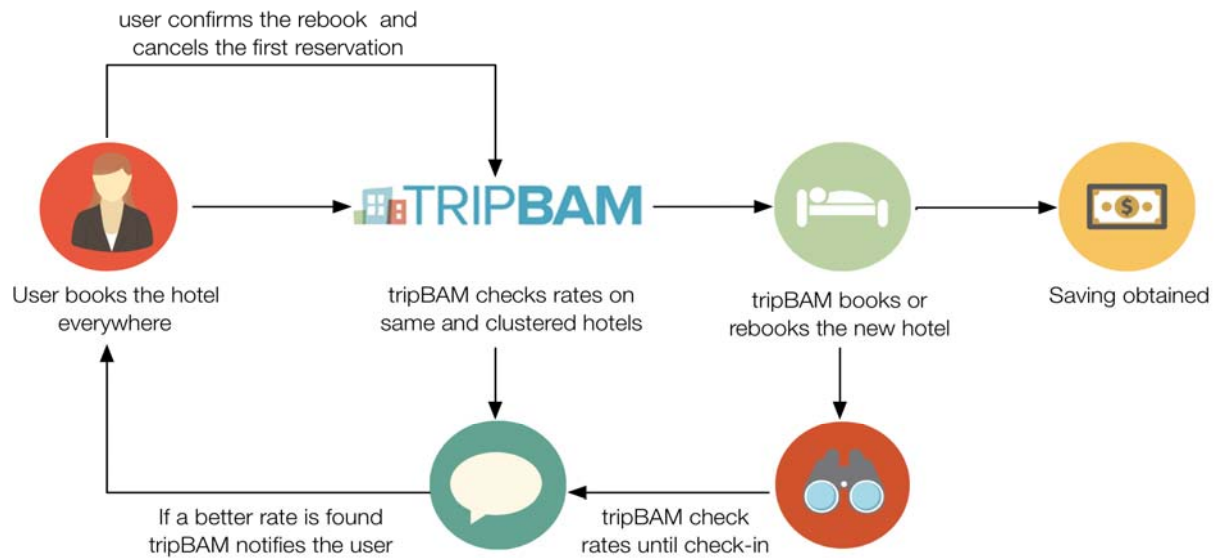 user confirms the rebook and
cancels the first reservation
TRIPBAM
$
User books the hotel
everywhere
tripBAM checks rates on
same and clustered hotels
tripBAM books or
rebooks the new hotel
Saving obtained
If a better rate is found
tripBAM notifies the user
tripBAM check
rates until check-in